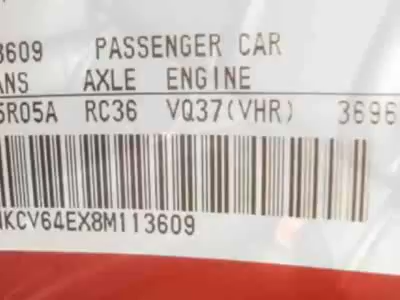 3609 PASSENGER CAR
ANS AXLE ENGINE
5R05A RC36 VQ37(VHR) 3696
NKCV64EX8M113609